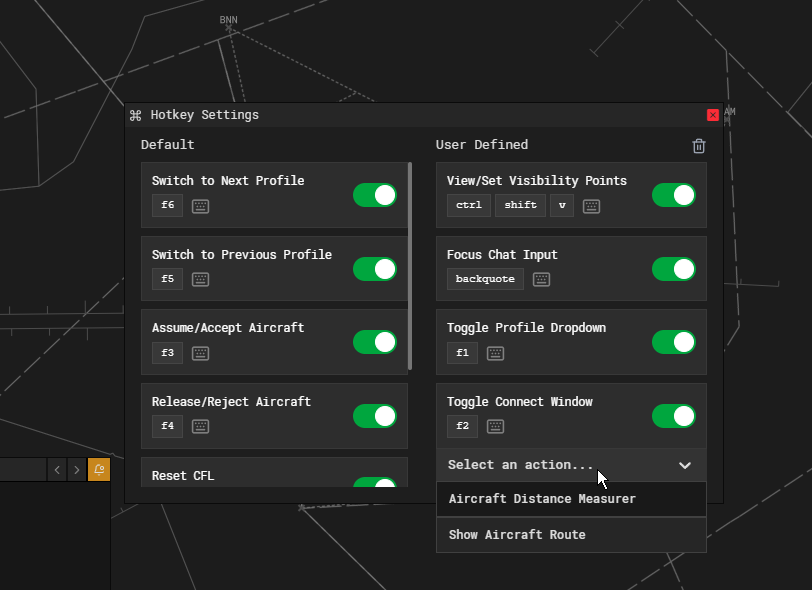 BNN
AM
Hotkey Settings
Default
User Defined
Switch to Next Profile
f6
Switch to Previous Profile
f5
Assume/Accept Aircraft
f3
Release/Reject Aircraft
f4
Reset CFL
View/Set Visibility Points
ctrl shift v
Focus Chat Input
backquote
Toggle Profile Dropdown
f1
Toggle Connect Window
f2
Select an action...
Aircraft Distance Measurer
Show Aircraft Route